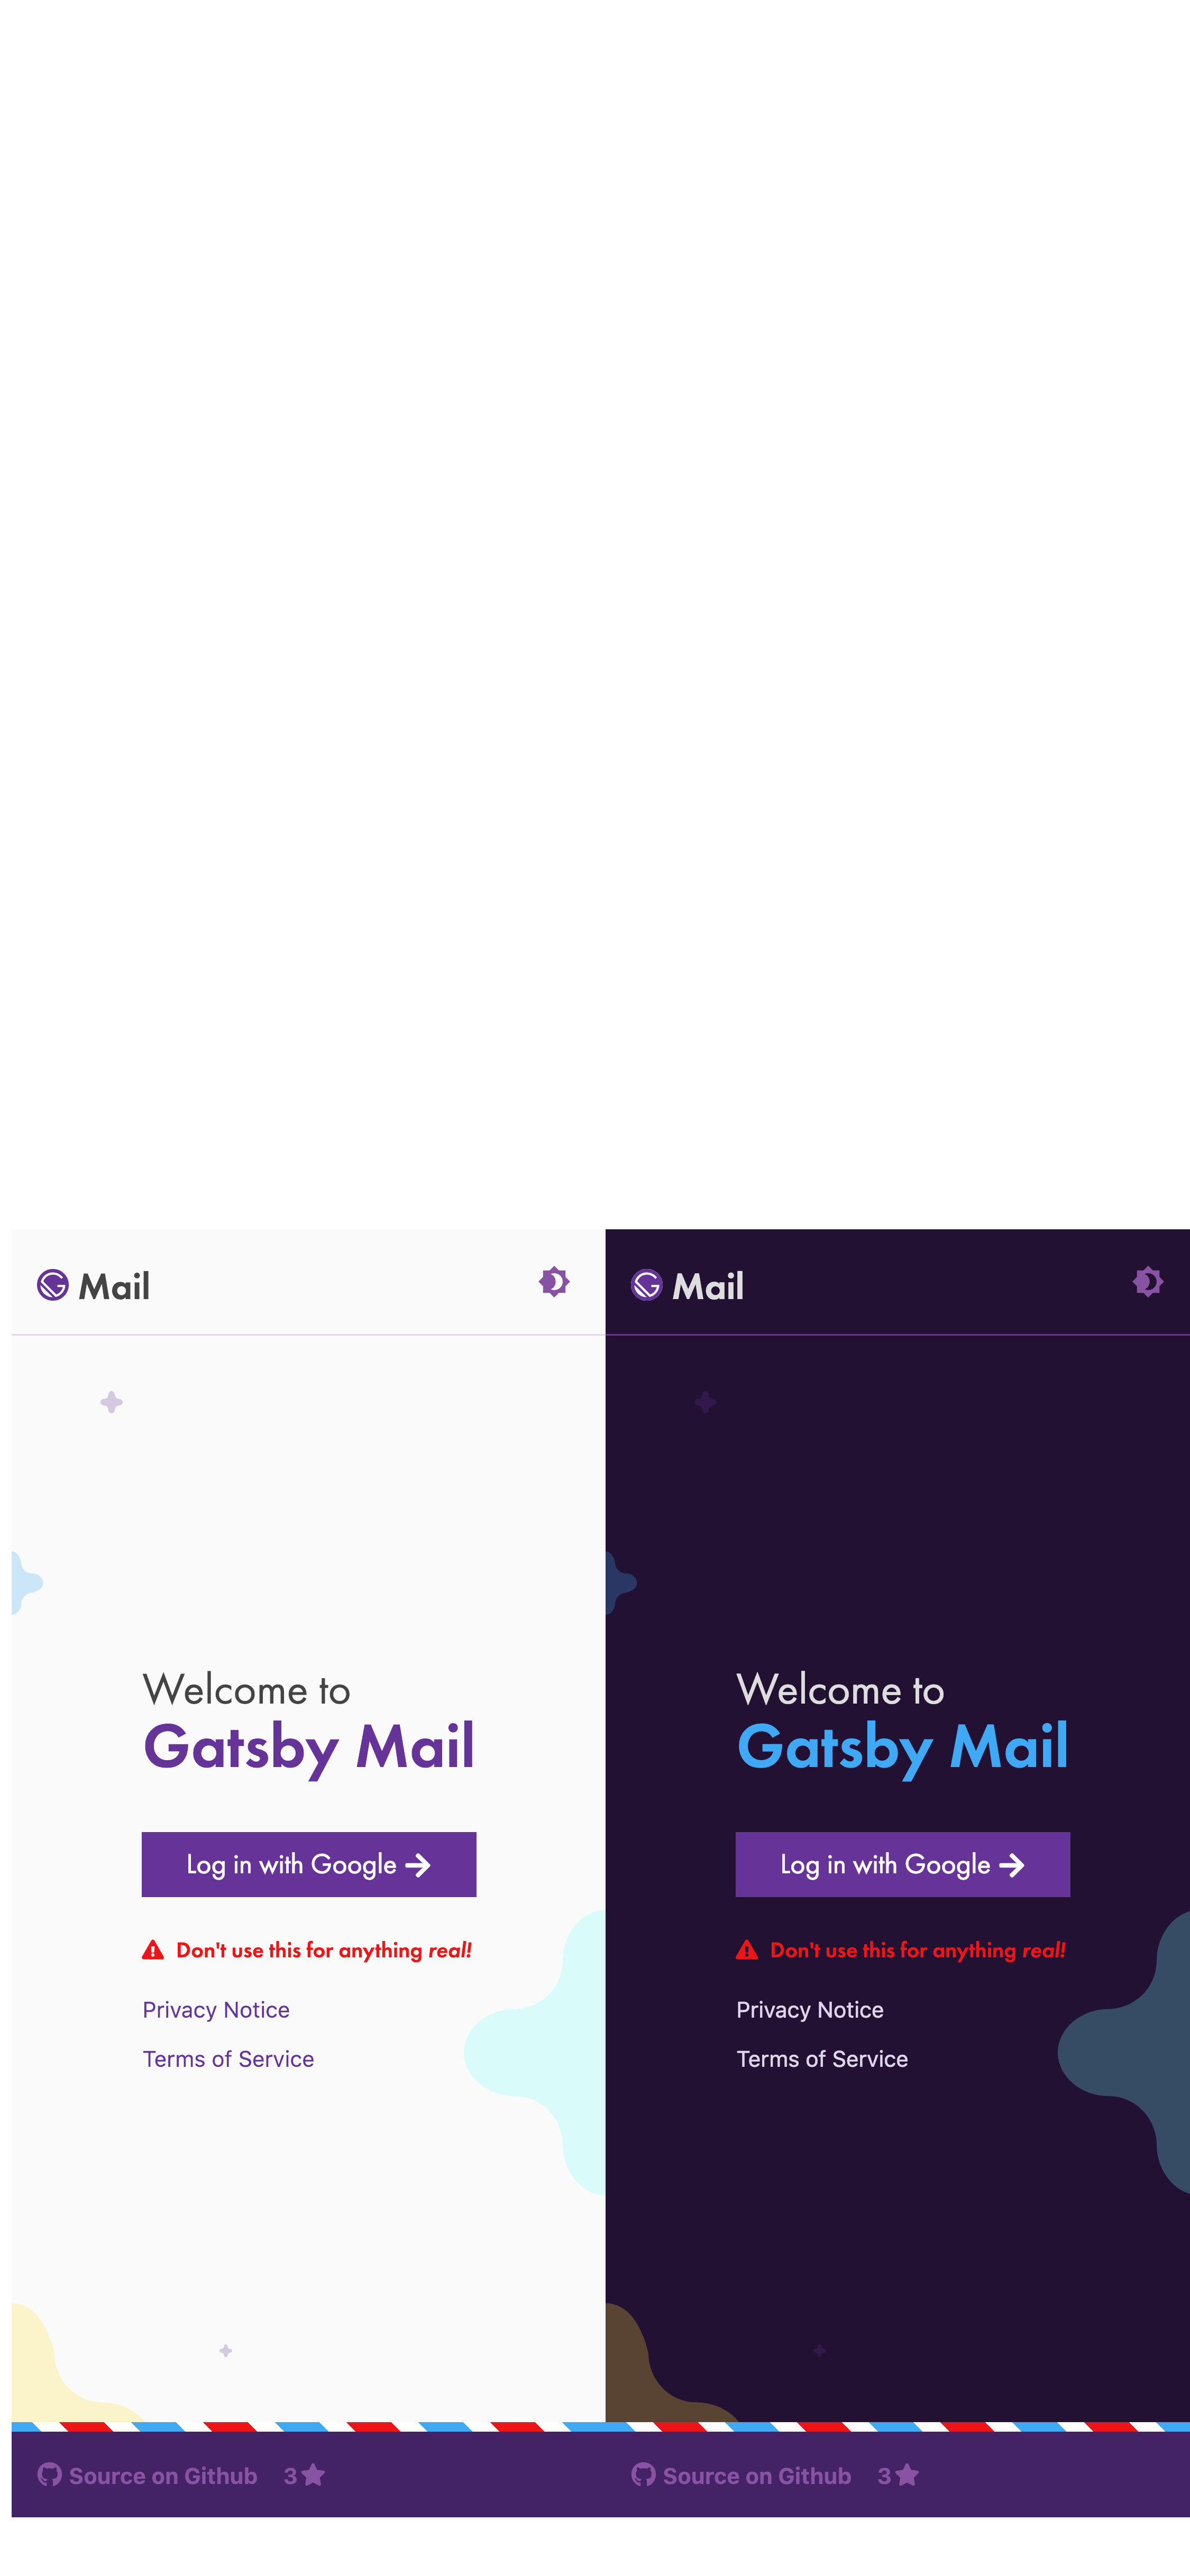 Mail
Welcome to
Gatsby Mail
Log in with Google
Don't use this for anything real!
Privacy Notice
Terms of Service
Source on Github 3
Mail
Welcome to
Gatsby Mail
Log in with Google
Don't use this for anything real!
Privacy Notice
Terms of Service
Source on Github 3